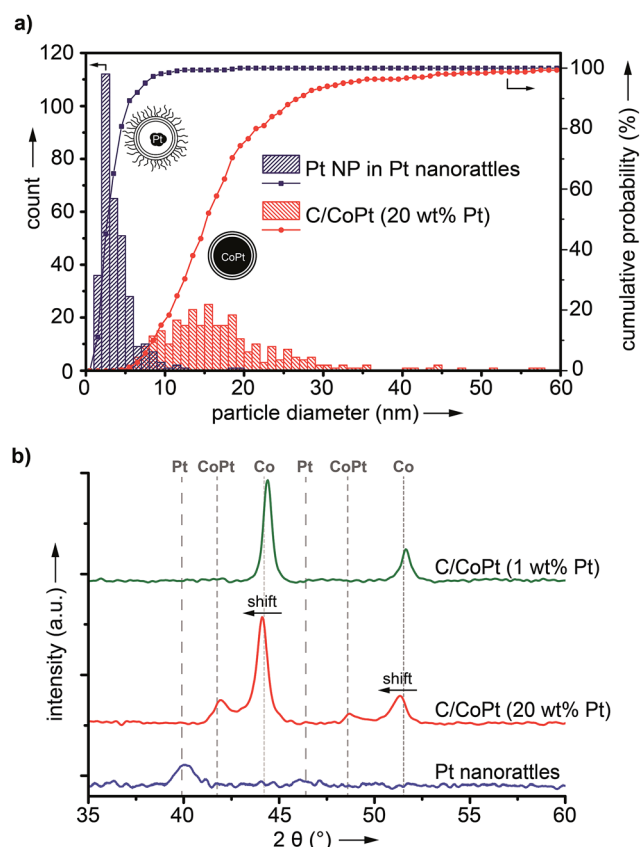 a)
count
120
100
80
60
40
20
0
Pt
CoPt
Pt NP in Pt nanorattles
C/CoPt (20 wt% Pt)
100
80
60
40
20
0
cumulative probability (%)
0 10 20 30 40 50 60
particle diameter (nm)
b)
Pt CoPt Co Pt CoPt Co
intensity (a.u.)
C/CoPt (1 wt% Pt)
shift
shift
C/CoPt (20 wt% Pt)
Pt nanorattles
35 40 45 50 55 60
2 θ (°)